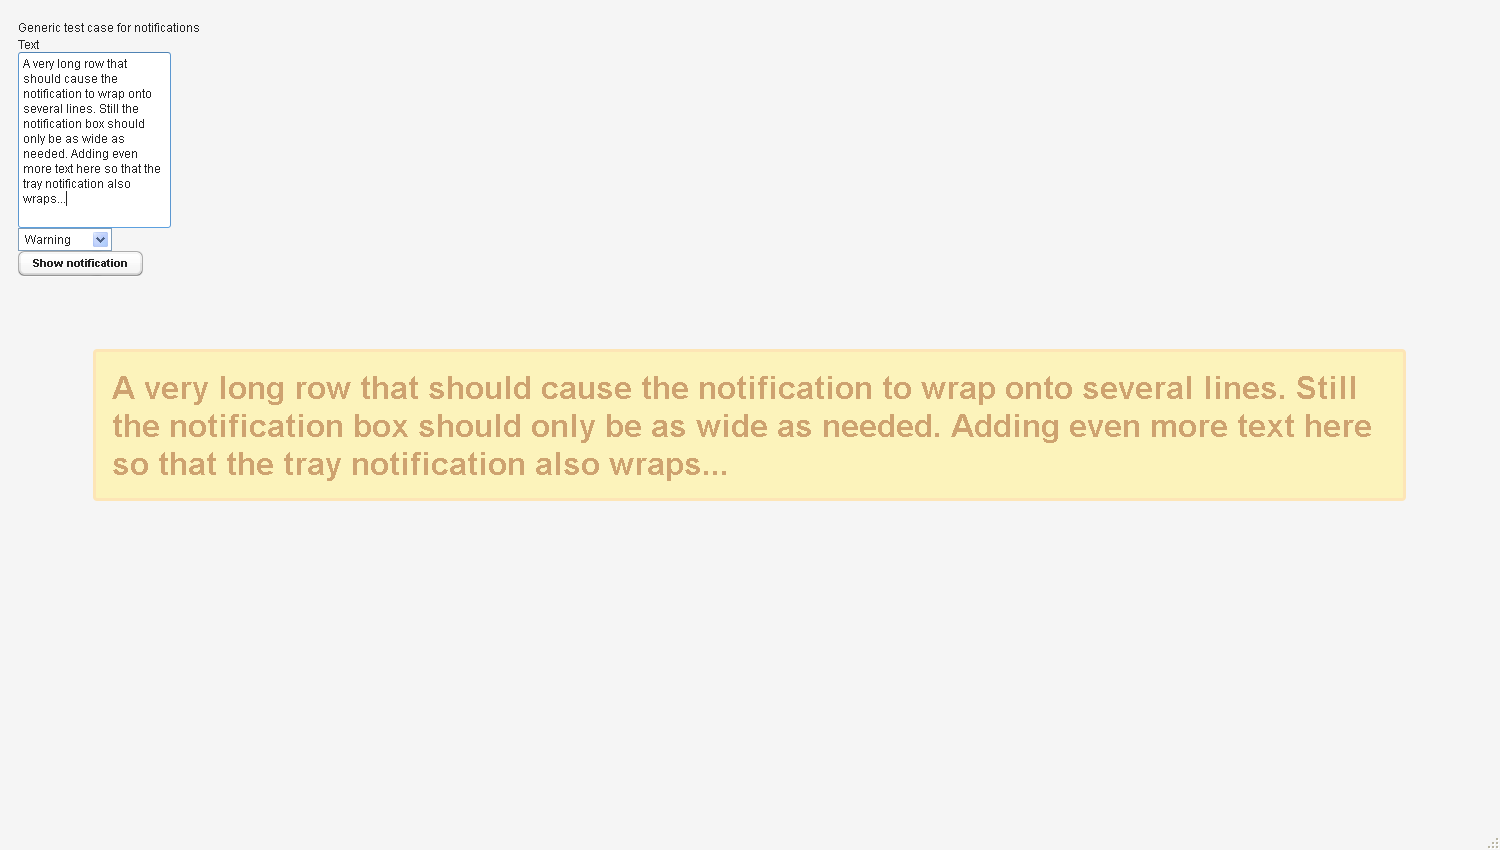 Generic test case for notifications
Text
A very long row that
should cause the
notification to wrap onto
several lines. Still the
notification box should
only be as wide as
needed. Adding even
more text here so that the
tray notification also
wraps...
Warning
Show notification
A very long row that should cause the notification to wrap onto several lines. Still
the notification box should only be as wide as needed. Adding even more text here
so that the tray notification also wraps...